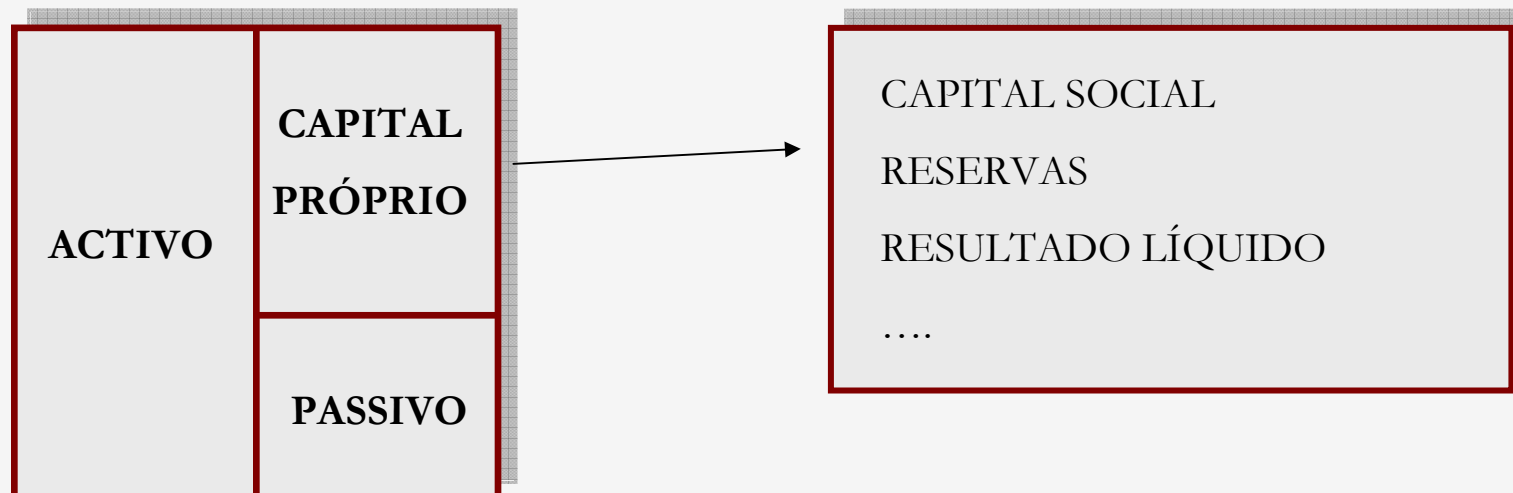 ACTIVO
CAPITAL
PRÓPRIO
PASSIVO
CAPITAL SOCIAL
RESERVAS
RESULTADO LÍQUIDO
….